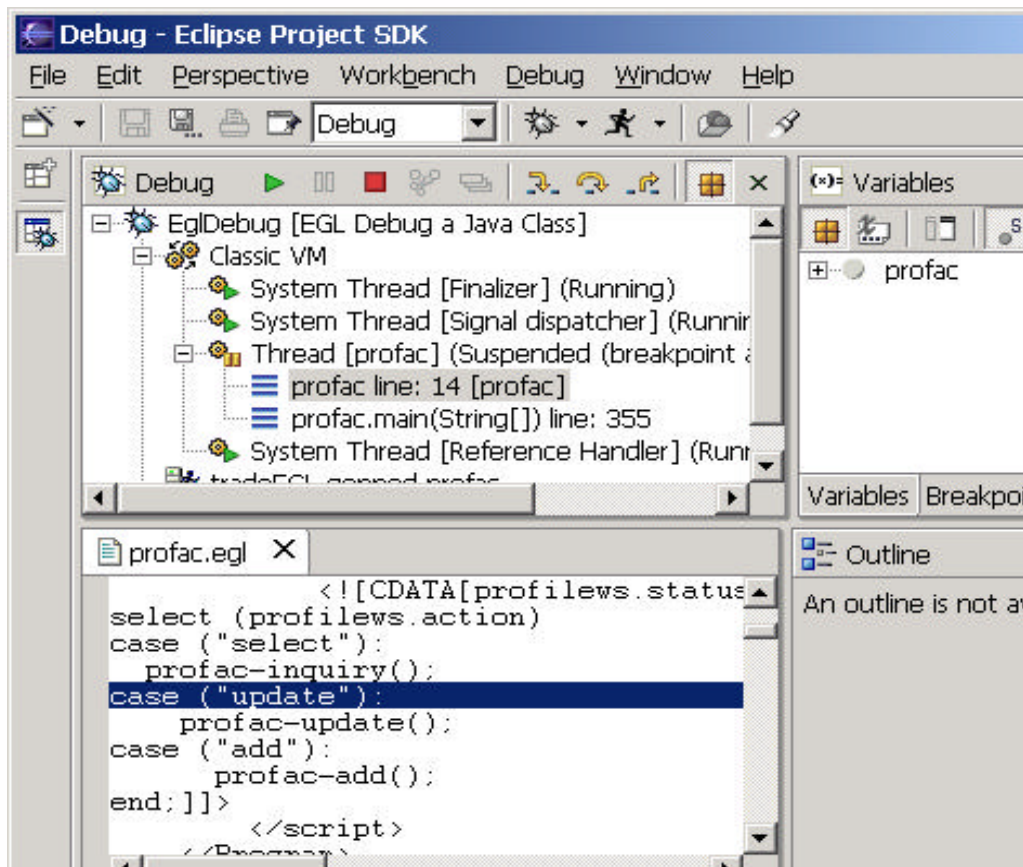 Debug - Eclipse Project SDK
File Edit Perspective Workbench Debug Window Help
Debug
Debug
EglDebug [EGL Debug a Java Class]
Classic VM
System Thread [Finalizer] (Running)
System Thread [Signal dispatcher] (Runnin
Thread [profac] (Suspended (breakpoint a
profac line: 14 [profac]
profac.main(String[]) line: 355
System Thread [Reference Handler] (Runn
(x)= Variables
S
profac
Variables Breakpoi
profac.egl
<![CDATA[profilews.status
select (profilews.action)
case ("select"):
profac-inquiry();
case ("update"):
profac-update();
case ("add"):
profac-add();
end;]]>
</script>
Outline
An outline is not av